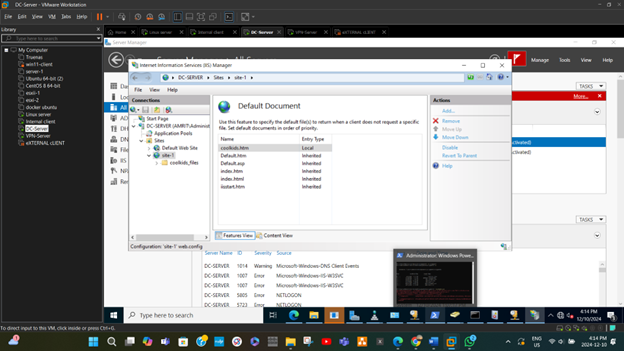 DC-Server - VMware Workstation
File Edit View VM Tabs Help
Library
Type here to search
My Computer
win11-client
server-1
Ubuntu 64-bit (2)
CentOS 8 64-bit
docker ubuntu
Linux server
Internal client
DC-Server
VPN-Server
eXTERNAL cLIENT
Home
Linux server
Internal client
DC-Server
VPN-Server
eXTERNAL cLIENT
Server Manager
Manage Tools View Help
Internet Information Services (IIS) Manager
DC-SERVER Sites site-1
File View Help
Connections
Start Page
Application Pools
Sites
Default Web Site
site-1
coolkids_files
Default Document
Use this feature to specify the default file(s) to return when a client does not request a specific
file. Set default documents in order of priority.
Name Entry Type
coolkids.htm Local
Default.htm Inherited
Default.asp Inherited
index.htm Inherited
index.html Inherited
iisstart.htm Inherited
Features View Content View
Actions
Add...
Remove
Move Up
Move Down
Disable
Revert To Parent
Help
Configuration: 'site-1' web.config
TASKS
More...
TASKS
Server Name ID Severity Source
DC-SERVER 1014 Warning Microsoft-Windows-DNS Client Events
DC-SERVER 1007 Error Microsoft-Windows-IIS-W3SVC
DC-SERVER 1007 Error Microsoft-Windows-IIS-W3SVC
DC-SERVER 5805 Error NETLOGON
DC-SERVER 5723 Error NETLOGON
Administrator: Windows Powe...
Type here to search
4:14 PM
12/10/2024
To direct input to this VM, click inside or press Ctrl+G.
Search
ENG
US
4:14 PM
2024-12-10